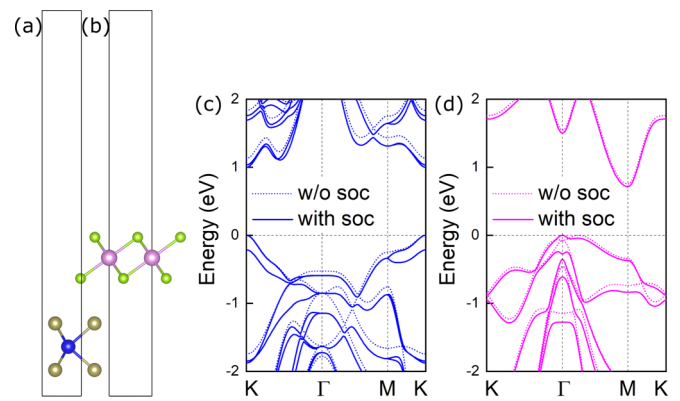 (a)
(b)
(c)
(d)
2
1
0
-1
-2
Energy (eV)
w/o soc
with soc
K
Γ
M
K
2
1
0
-1
-2
Energy (eV)
w/o soc
with soc
K
Γ
M
K